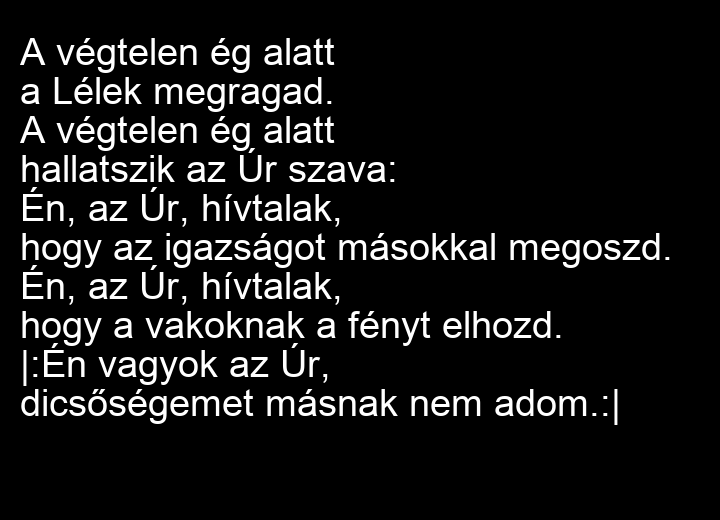 A végtelen ég alatt
a Lélek megragad.
A végtelen ég alatt
hallatszik az Úr szava:
Én, az Úr, hívtalak,
hogy az igazságot másokkal megoszd.
Én, az Úr, hívtalak,
hogy a vakoknak a fényt elhozd.
|:Én vagyok az Úr,
dicsőségemet másnak nem adom.:|